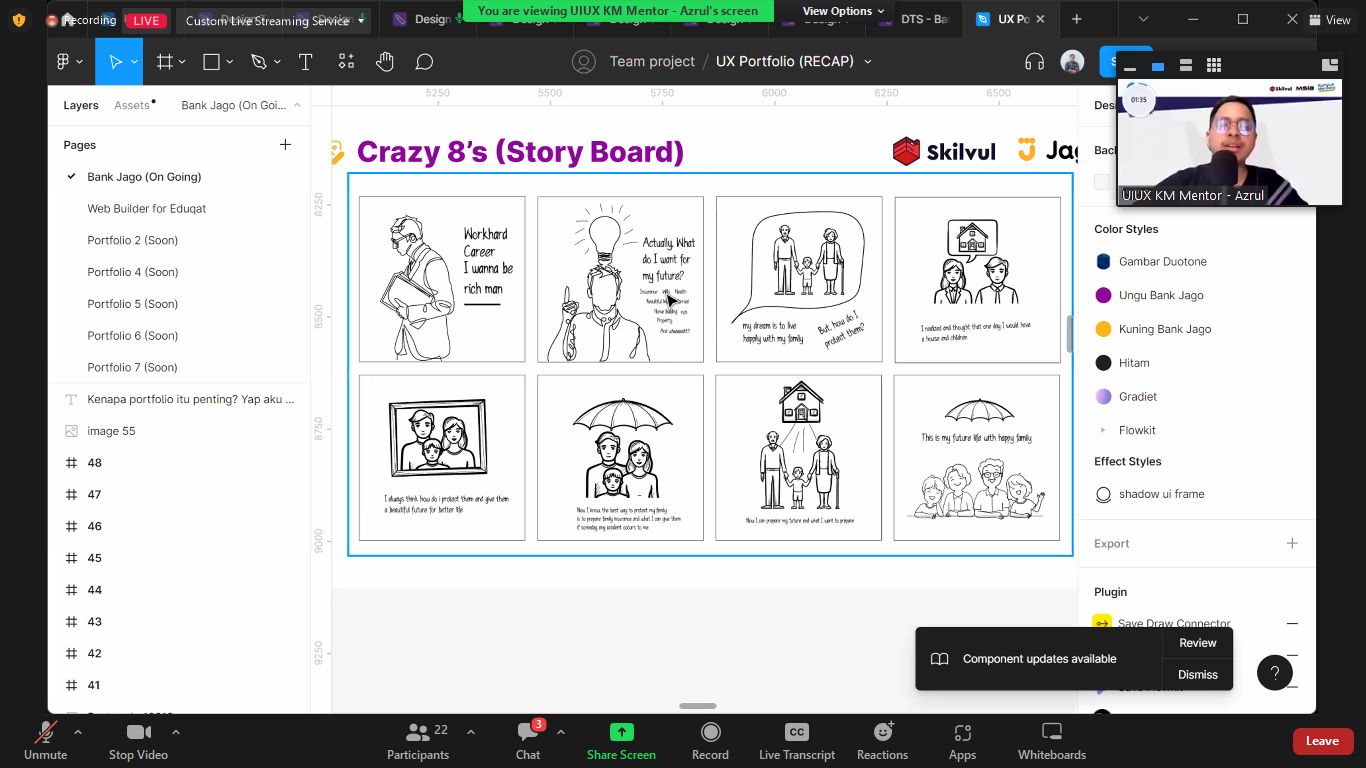 Recording
LIVE
Custom Live Streaming Service
You are viewing UIUX KM Mentor - Azrul's screen
View Options
View
Design
DTS - Ba
UX Po
Team project / UX Portfolio (RECAP)
Layers
Assets
Bank Jago (On Goi...
Pages
Bank Jago (On Going)
Web Builder for Eduqat
Portfolio 2 (Soon)
Portfolio 4 (Soon)
Portfolio 5 (Soon)
Portfolio 6 (Soon)
Portfolio 7 (Soon)
Kenapa portfolio itu penting? Yap aku ...
image 55
48
47
46
45
44
43
42
41
5250
5500
5750
6000
6250
6500
8250
8500
8750
9000
9250
Crazy 8's (Story Board)
Skilvul
Jag
Workhard
Career
I wanna be
rich man
Actually, What
do I want for
my future?
Insurance
Health
Beautiful
Married
Home building
rich
Property
And whaaaaat?
my dream is to live
happily with my family
But, how do I
protect them?
I realized and thought that one day I would have
a house and children
I always think how do i protect them and give them
a beautiful future for better life
Now I know, the best way to protect my family
is to prepare family insurance and what I can give them
if someday any accident occurs to me
Now I can prepare my future and what I want to prepare
This is my future life with happy family
01:35
Skilvul
MSIB
UIUX KM Mentor - Azrul
Color Styles
Gambar Duotone
Ungu Bank Jago
Kuning Bank Jago
Hitam
Gradiet
Flowkit
Effect Styles
shadow ui frame
Export
Plugin
Save Draw Connector
Component updates available
Review
Dismiss
?
Unmute
Stop Video
Participants
22
Chat
3
Share Screen
Record
CC
Live Transcript
Reactions
Apps
Whiteboards
Leave